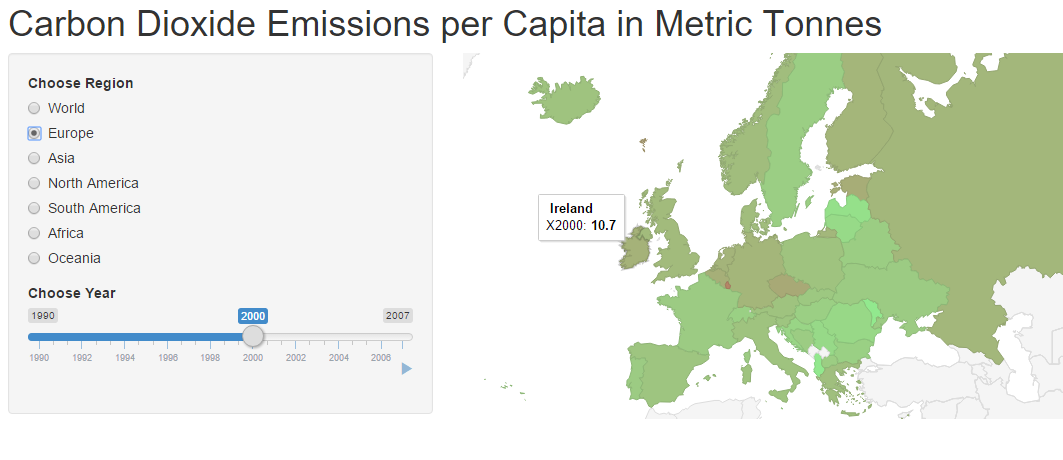 Carbon Dioxide Emissions per Capita in Metric Tonnes
Choose Region
World
Europe
Asia
North America
South America
Africa
Oceania
Choose Year
1990 2000 2007
1990 1992 1994 1996 1998 2000 2002 2004 2006
Ireland
X2000: 10.7